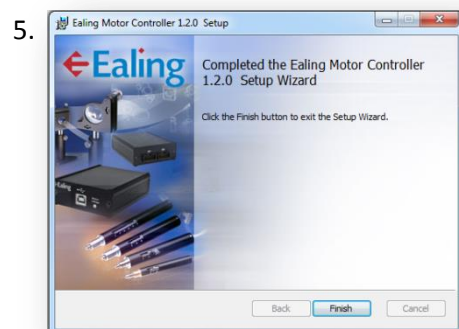 5.
Ealing Motor Controller 1.2.0 Setup
Ealing
Completed the Ealing Motor Controller
1.2.0 Setup Wizard
Click the Finish button to exit the Setup Wizard.
Back Finish Cancel